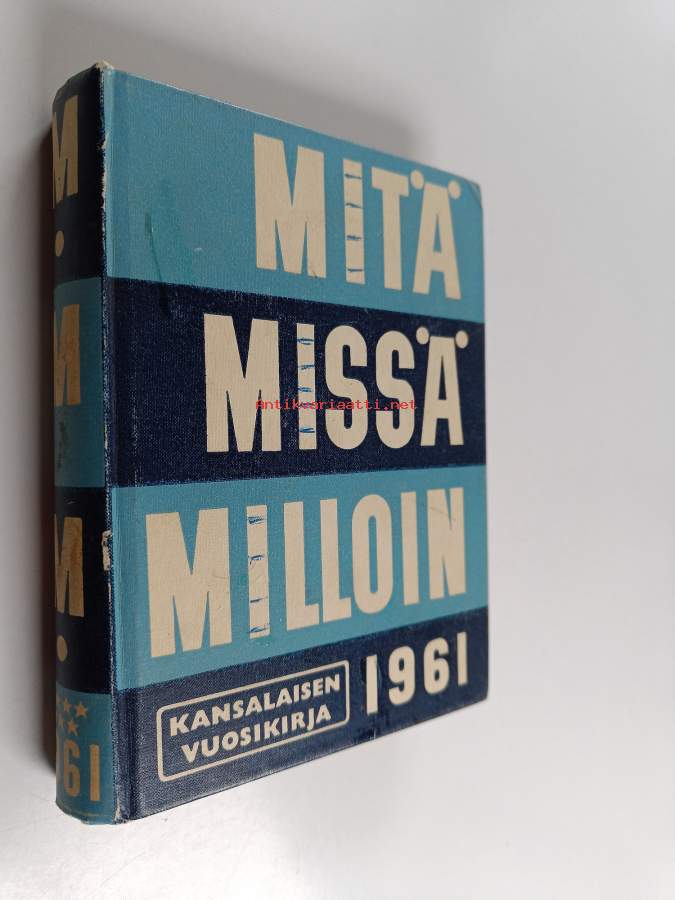 M.
M
M.
1961
MITÄ
MISSÄ
MILLOIN
KANSALAISEN
VUOSIKIRJA
1961
Antikvariaatti.net